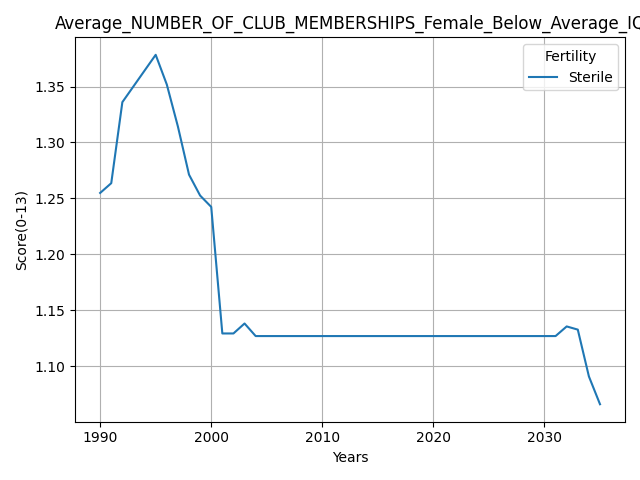 Average_NUMBER_OF_CLUB_MEMBERSHIPS_Female_Below_Average_IQ
Fertility
Sterile
Score(0-13)
1.35
1.30
1.25
1.20
1.15
1.10
1990 2000 2010 2020 2030
Years